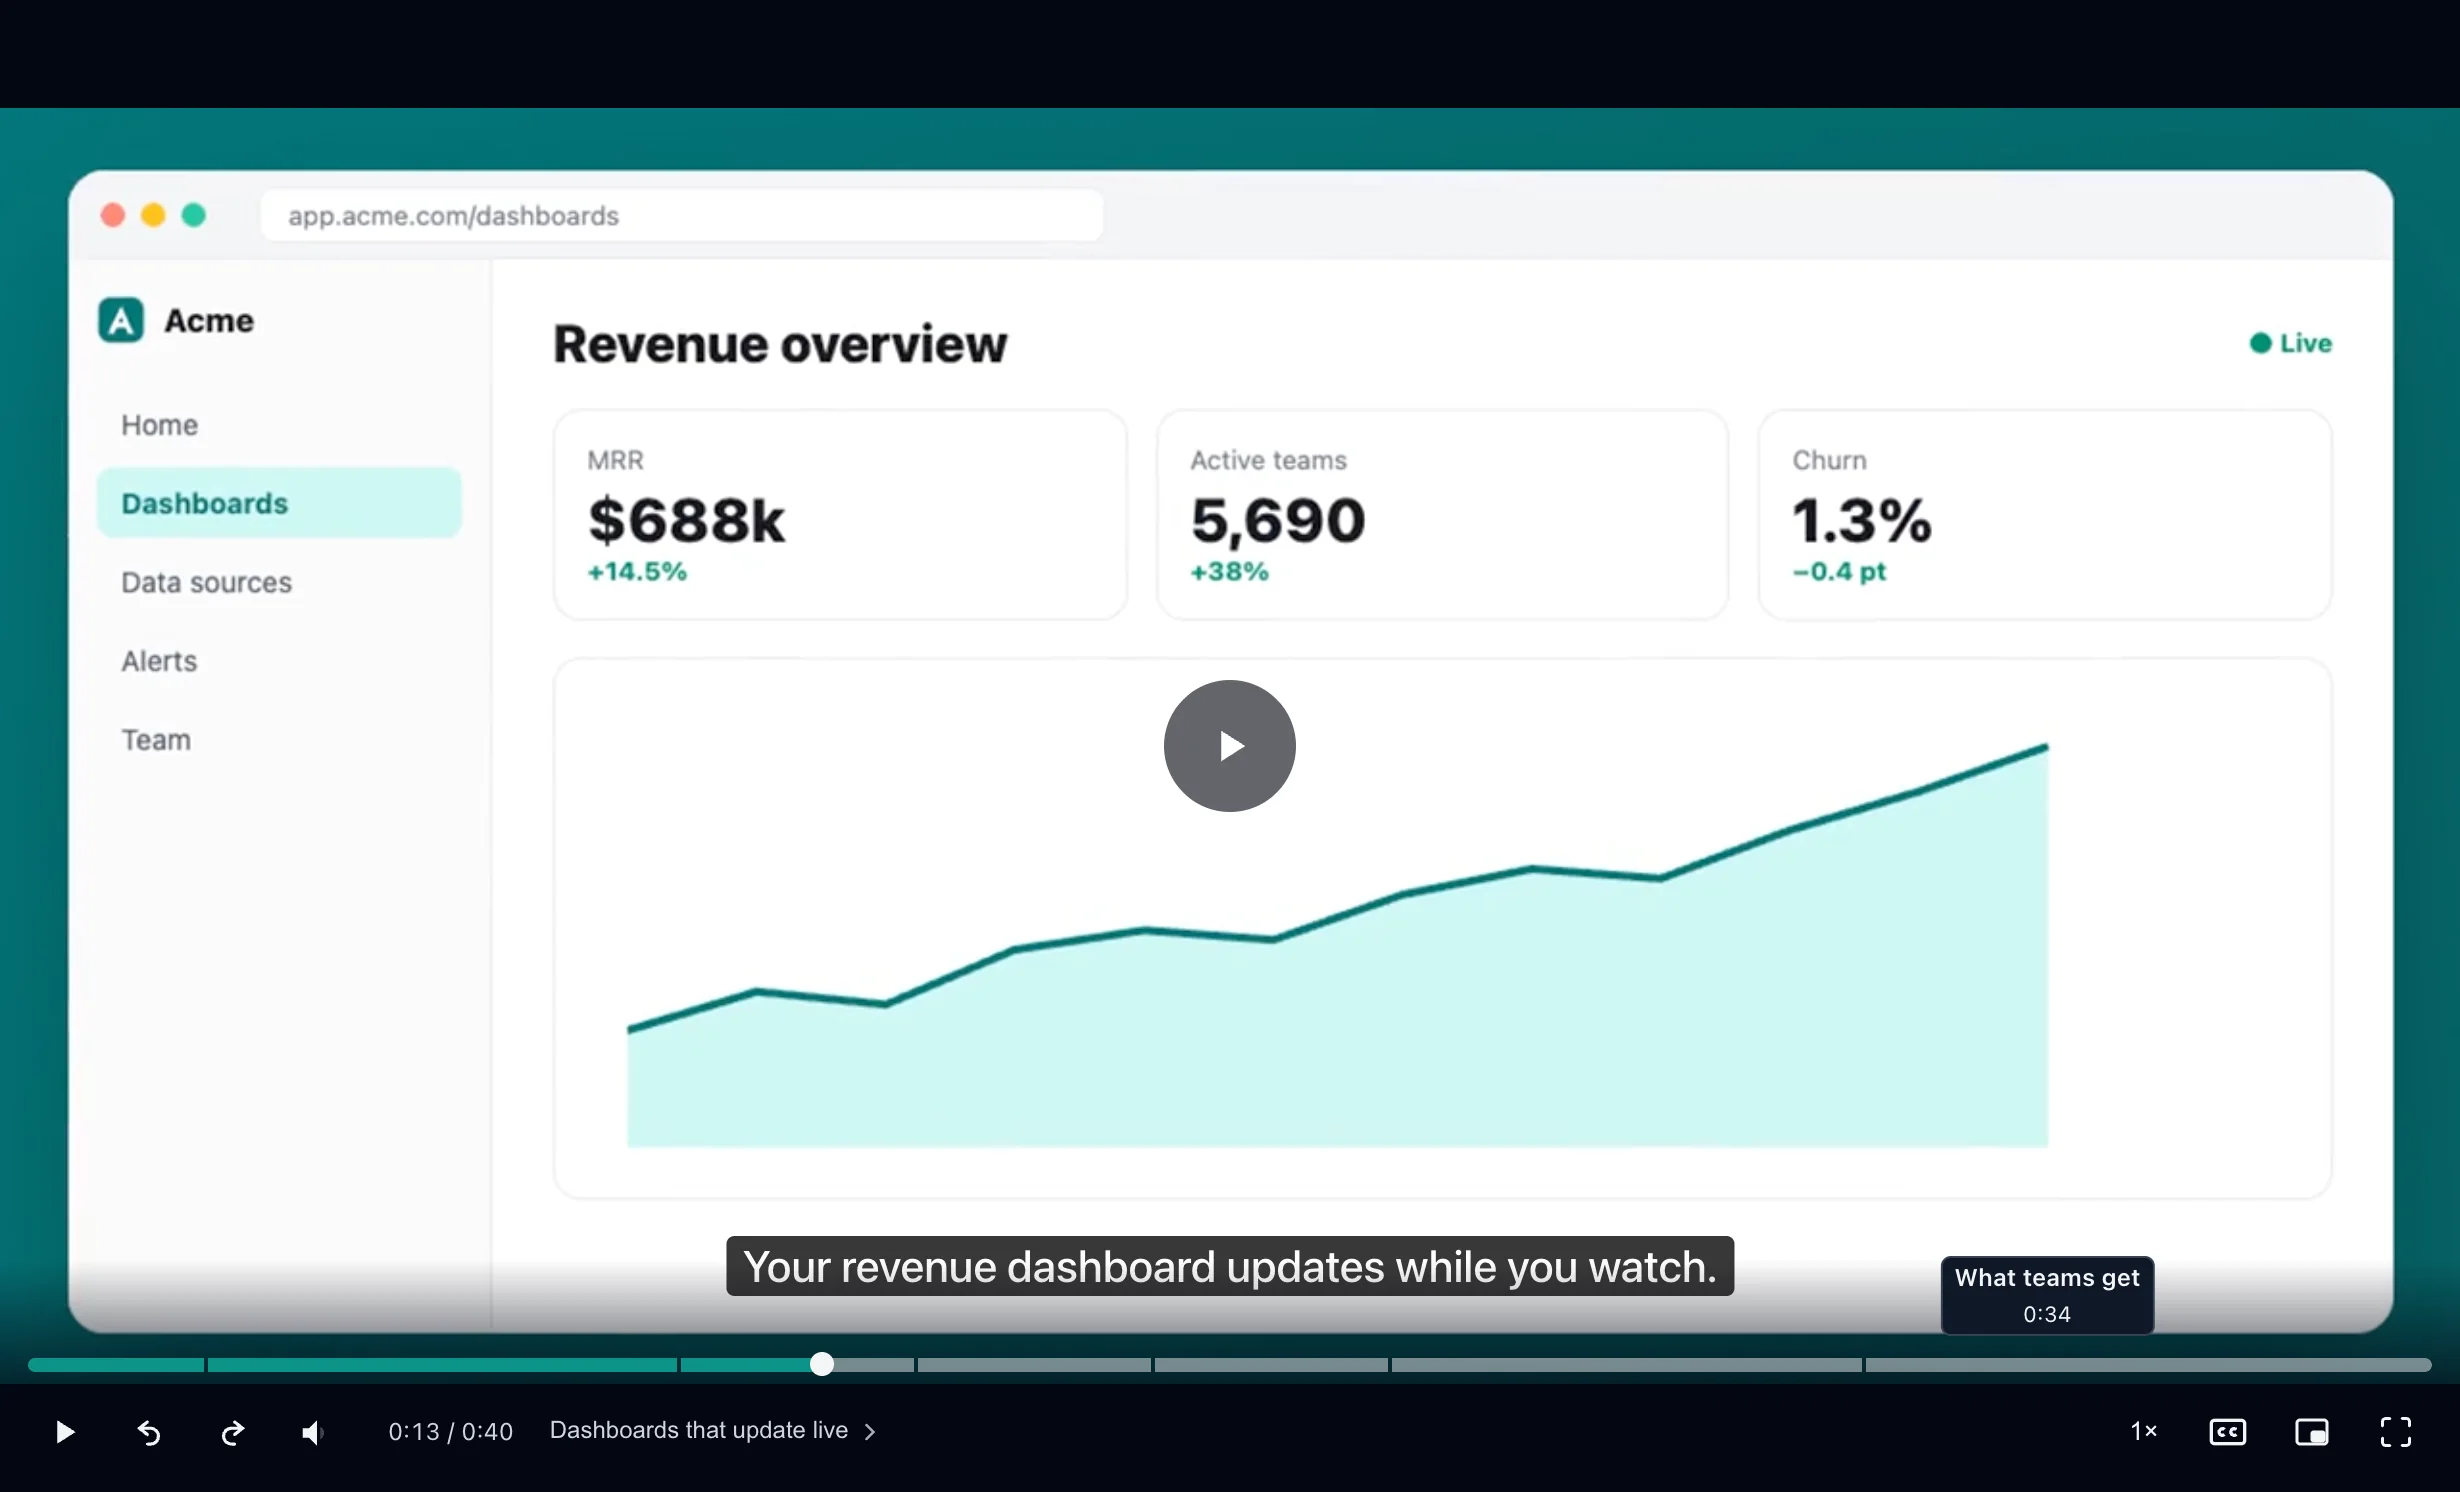 app.acme.com/dashboards
A Acme
Home
Dashboards
Data sources
Alerts
Team
Revenue overview
Live
MRR
$688k
+14.5%
Active teams
5,690
+38%
Churn
1.3%
−0.4 pt
Your revenue dashboard updates while you watch.
What teams get
0:34
0:13 / 0:40
Dashboards that update live
1×
CC